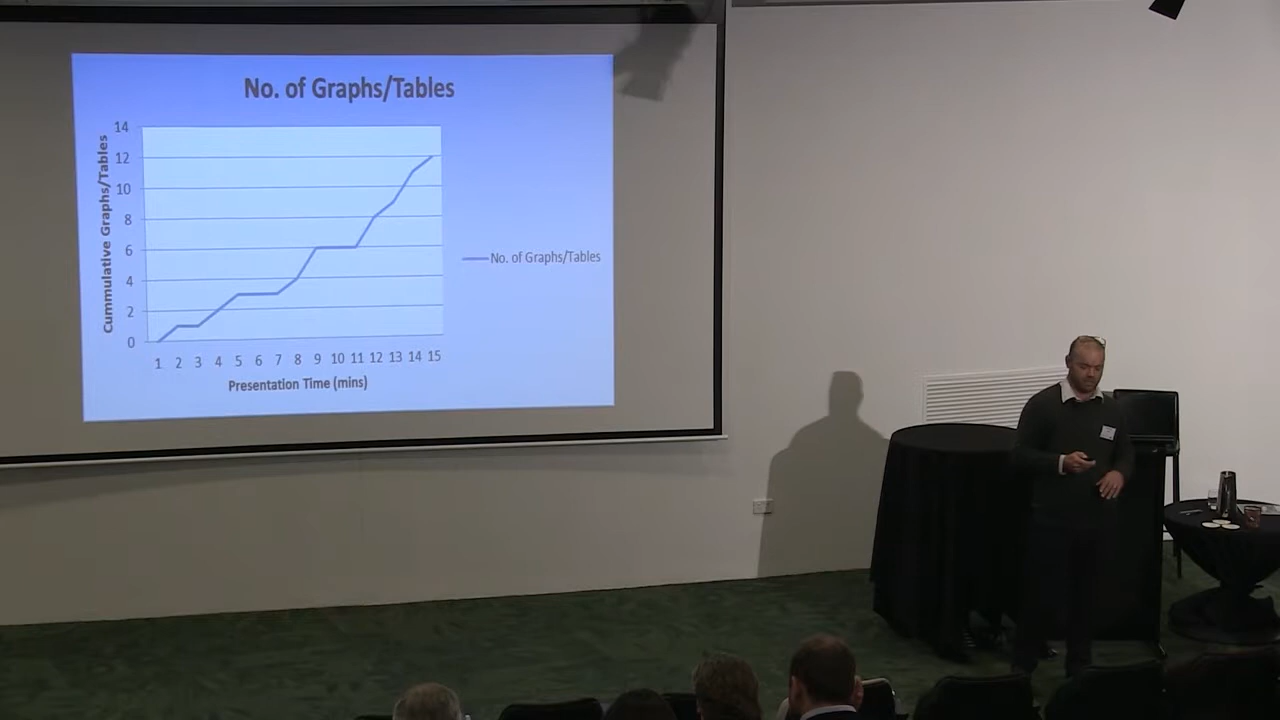 No. of Graphs/Tables
Cummulative Graphs/Tables
14
12
10
8
6
4
2
0
1 2 3 4 5 6 7 8 9 10 11 12 13 14 15
Presentation Time (mins)
No. of Graphs/Tables